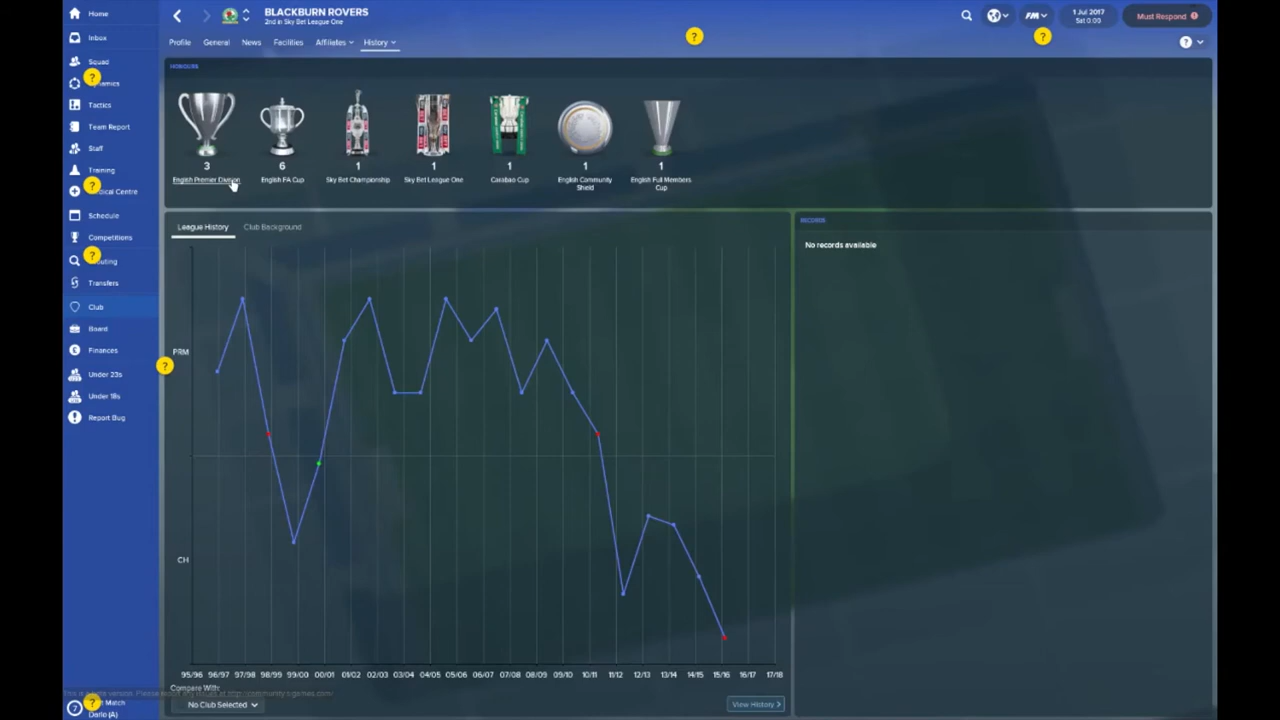 Home
BLACKBURN ROVERS
2nd in Sky Bet League One
FM
1 Jul 2017
Sat 0:00
Must Respond
Inbox
Profile
General
News
Facilities
Affiliates
History
?
?
?
Squad
HONOURS
?
Tactics
Team Report
Staff
Training
?
Schedule
Competitions
?
Transfers
Club
Board
Finances
Under 23s
Under 18s
Report Bug
3
6
1
1
1
1
1
English Premier Division
English FA Cup
Sky Bet Championship
Sky Bet League One
Carabao Cup
English Community
Shield
English Full Members
Cup
League History
Club Background
RECORDS
No records available
PRM
?
CH
95/96 96/97 97/98 98/99 99/00 00/01 01/02 02/03 03/04 04/05 05/06 06/07 07/08 08/09 09/10 10/11 11/12 12/13 13/14 14/15 15/16 16/17 17/18
Compare With:
No Club Selected
View History
?
?
Match
Dario (A)